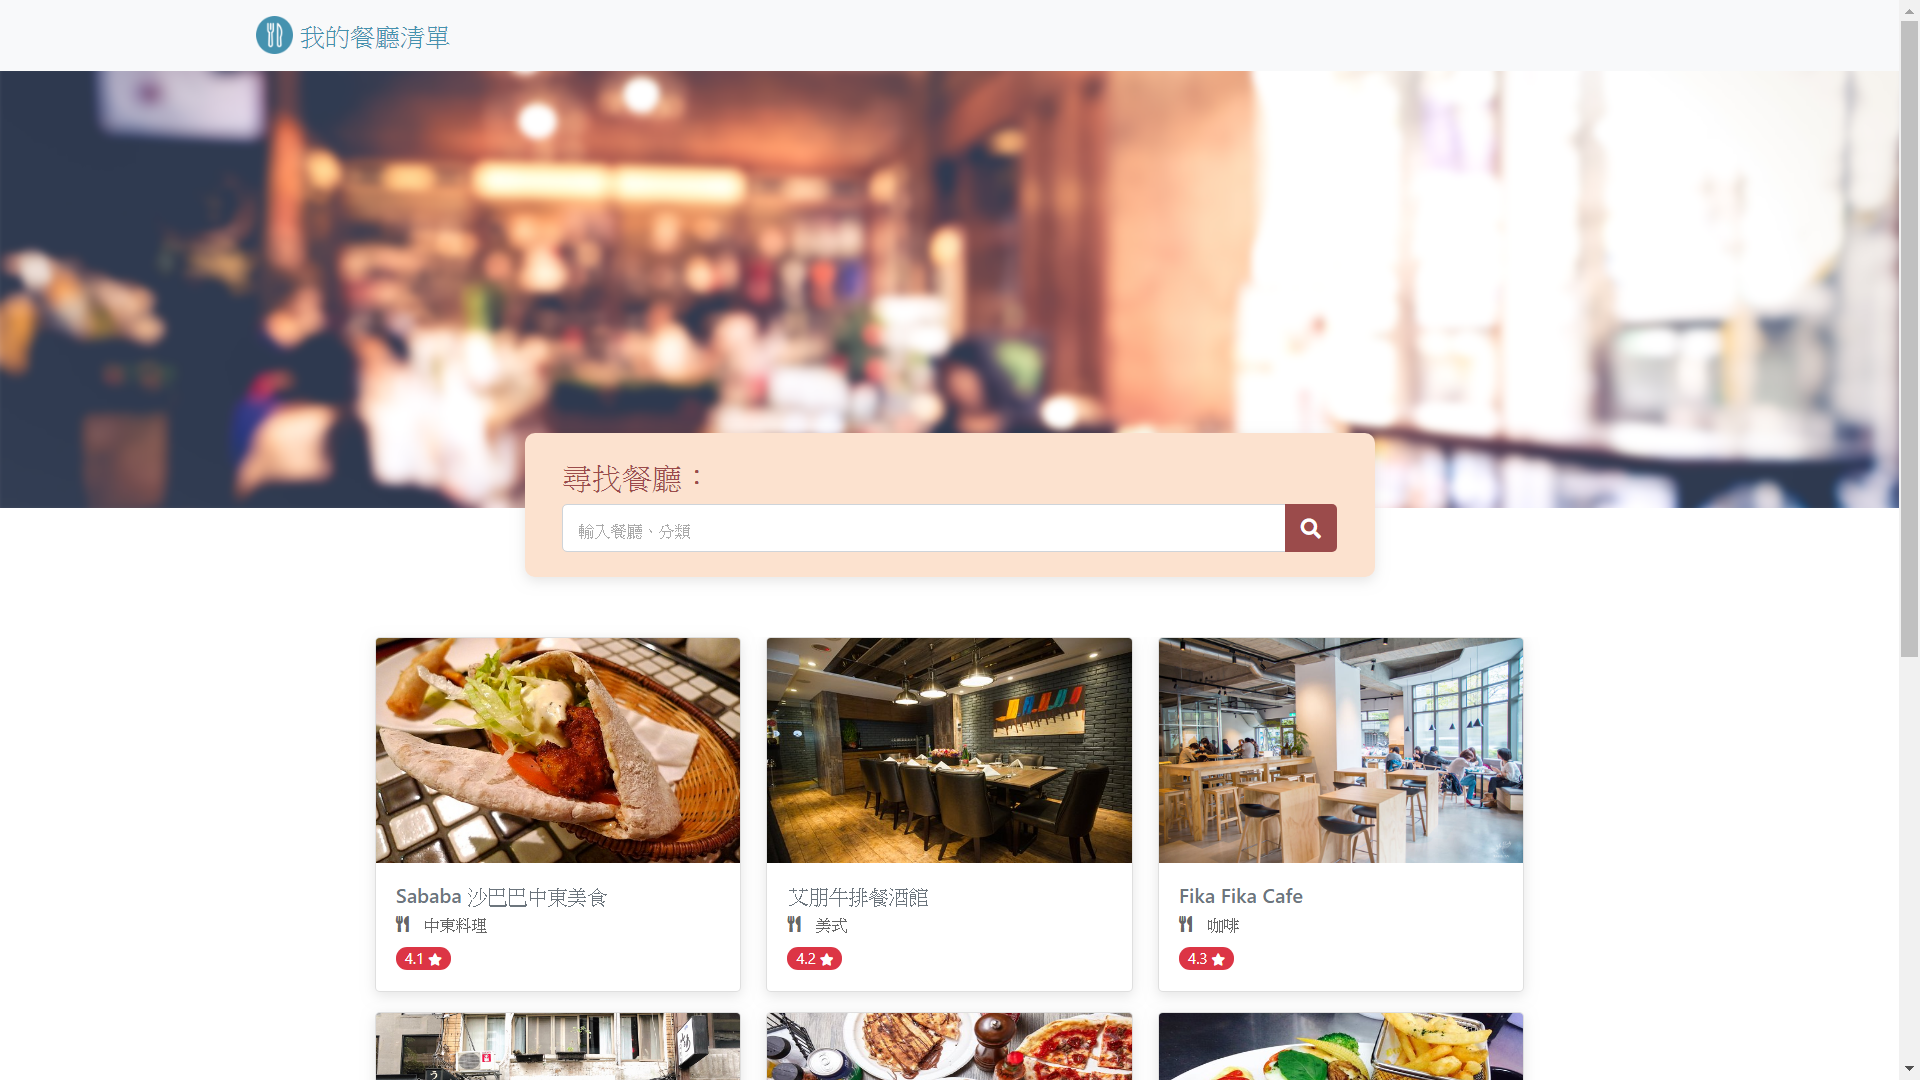 我的餐廳清單
尋找餐廳：
輸入餐廳、分類
Sababa 沙巴巴中東美食
中東料理
4.1
艾朋牛排餐酒館
美式
4.2
Fika Fika Cafe
咖啡
4.3